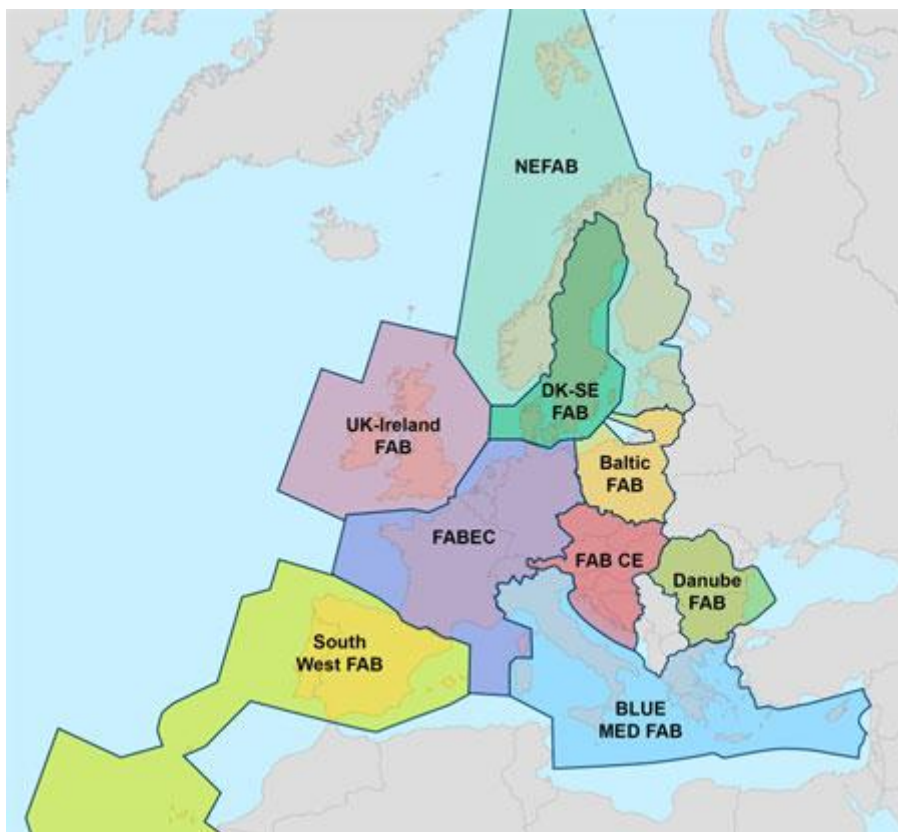 NEFAB
DK-SE
FAB
UK-Ireland
FAB
Baltic
FAB
FABEC
FAB CE
Danube
FAB
South
West FAB
BLUE
MED FAB